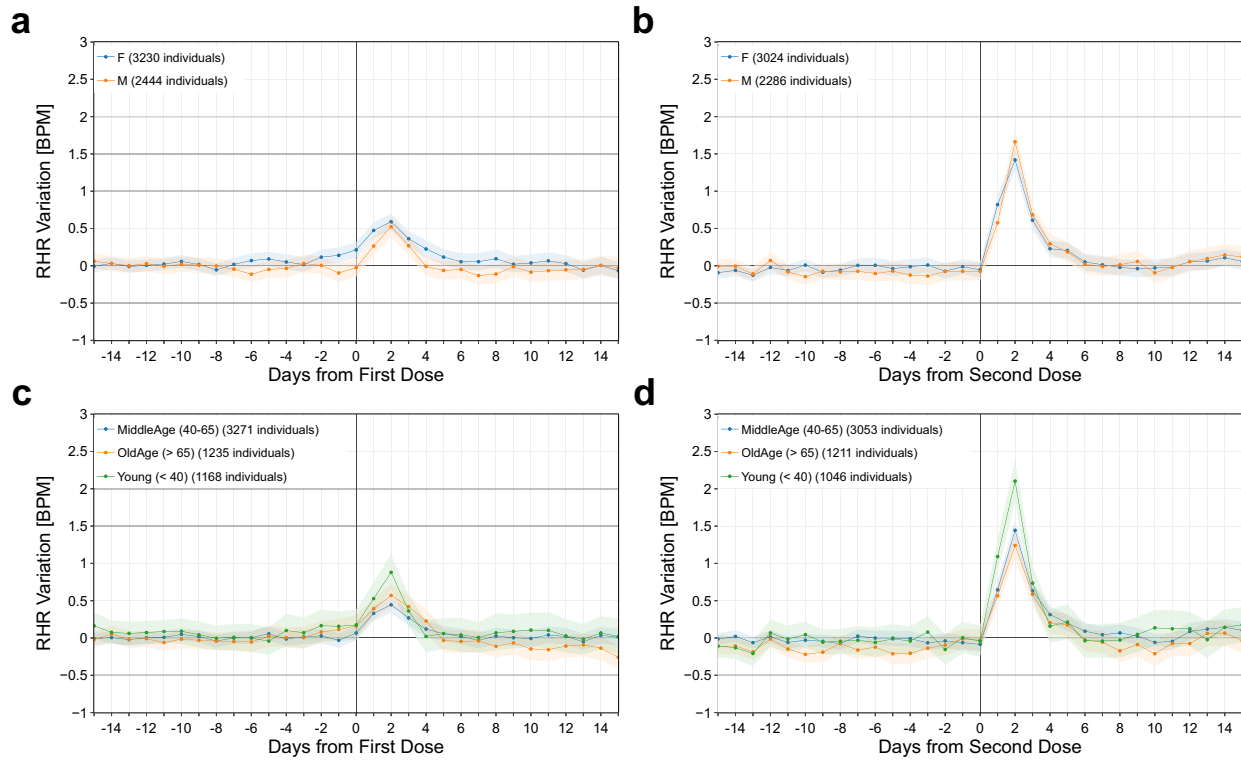 a
3
2.5
2
1.5
1
0.5
0
−0.5
−1
RHR Variation [BPM]
F (3230 individuals)
M (2444 individuals)
-14 -12 -10 -8 -6 -4 -2 0 2 4 6 8 10 12 14
Days from First Dose
b
3
2.5
2
1.5
1
0.5
0
−0.5
−1
RHR Variation [BPM]
F (3024 individuals)
M (2286 individuals)
-14 -12 -10 -8 -6 -4 -2 0 2 4 6 8 10 12 14
Days from Second Dose
c
3
2.5
2
1.5
1
0.5
0
−0.5
−1
RHR Variation [BPM]
MiddleAge (40-65) (3271 individuals)
OldAge (> 65) (1235 individuals)
Young (< 40) (1168 individuals)
-14 -12 -10 -8 -6 -4 -2 0 2 4 6 8 10 12 14
Days from First Dose
d
3
2.5
2
1.5
1
0.5
0
−0.5
−1
RHR Variation [BPM]
MiddleAge (40-65) (3053 individuals)
OldAge (> 65) (1211 individuals)
Young (< 40) (1046 individuals)
-14 -12 -10 -8 -6 -4 -2 0 2 4 6 8 10 12 14
Days from Second Dose